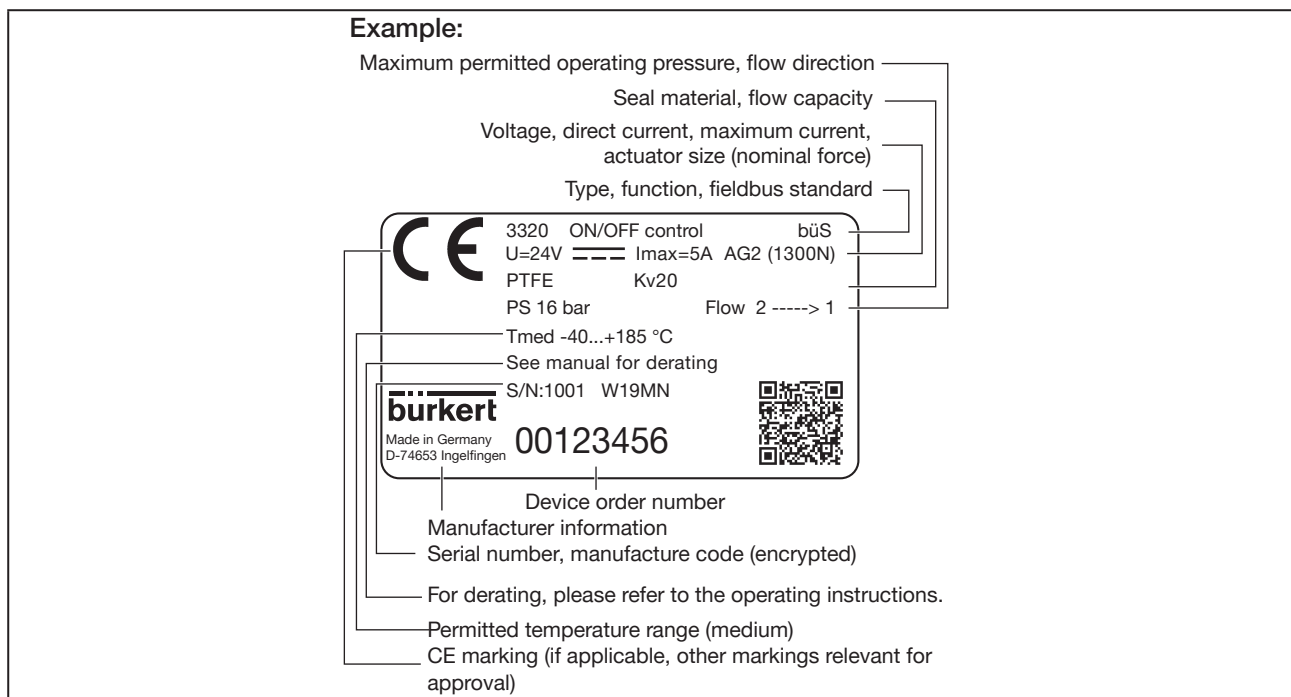 Example:
Maximum permitted operating pressure, flow direction
Seal material, flow capacity
Voltage, direct current, maximum current,
actuator size (nominal force)
Type, function, fieldbus standard
CE
3320 ON/OFF control büS
U=24V Imax=5A AG2 (1300N)
PTFE Kv20
PS 16 bar Flow 2 -----> 1
Tmed -40...+185 °C
See manual for derating
S/N:1001 W19MN
bürkert
Made in Germany
D-74653 Ingelfingen
00123456
Device order number
Manufacturer information
Serial number, manufacture code (encrypted)
For derating, please refer to the operating instructions.
Permitted temperature range (medium)
CE marking (if applicable, other markings relevant for
approval)